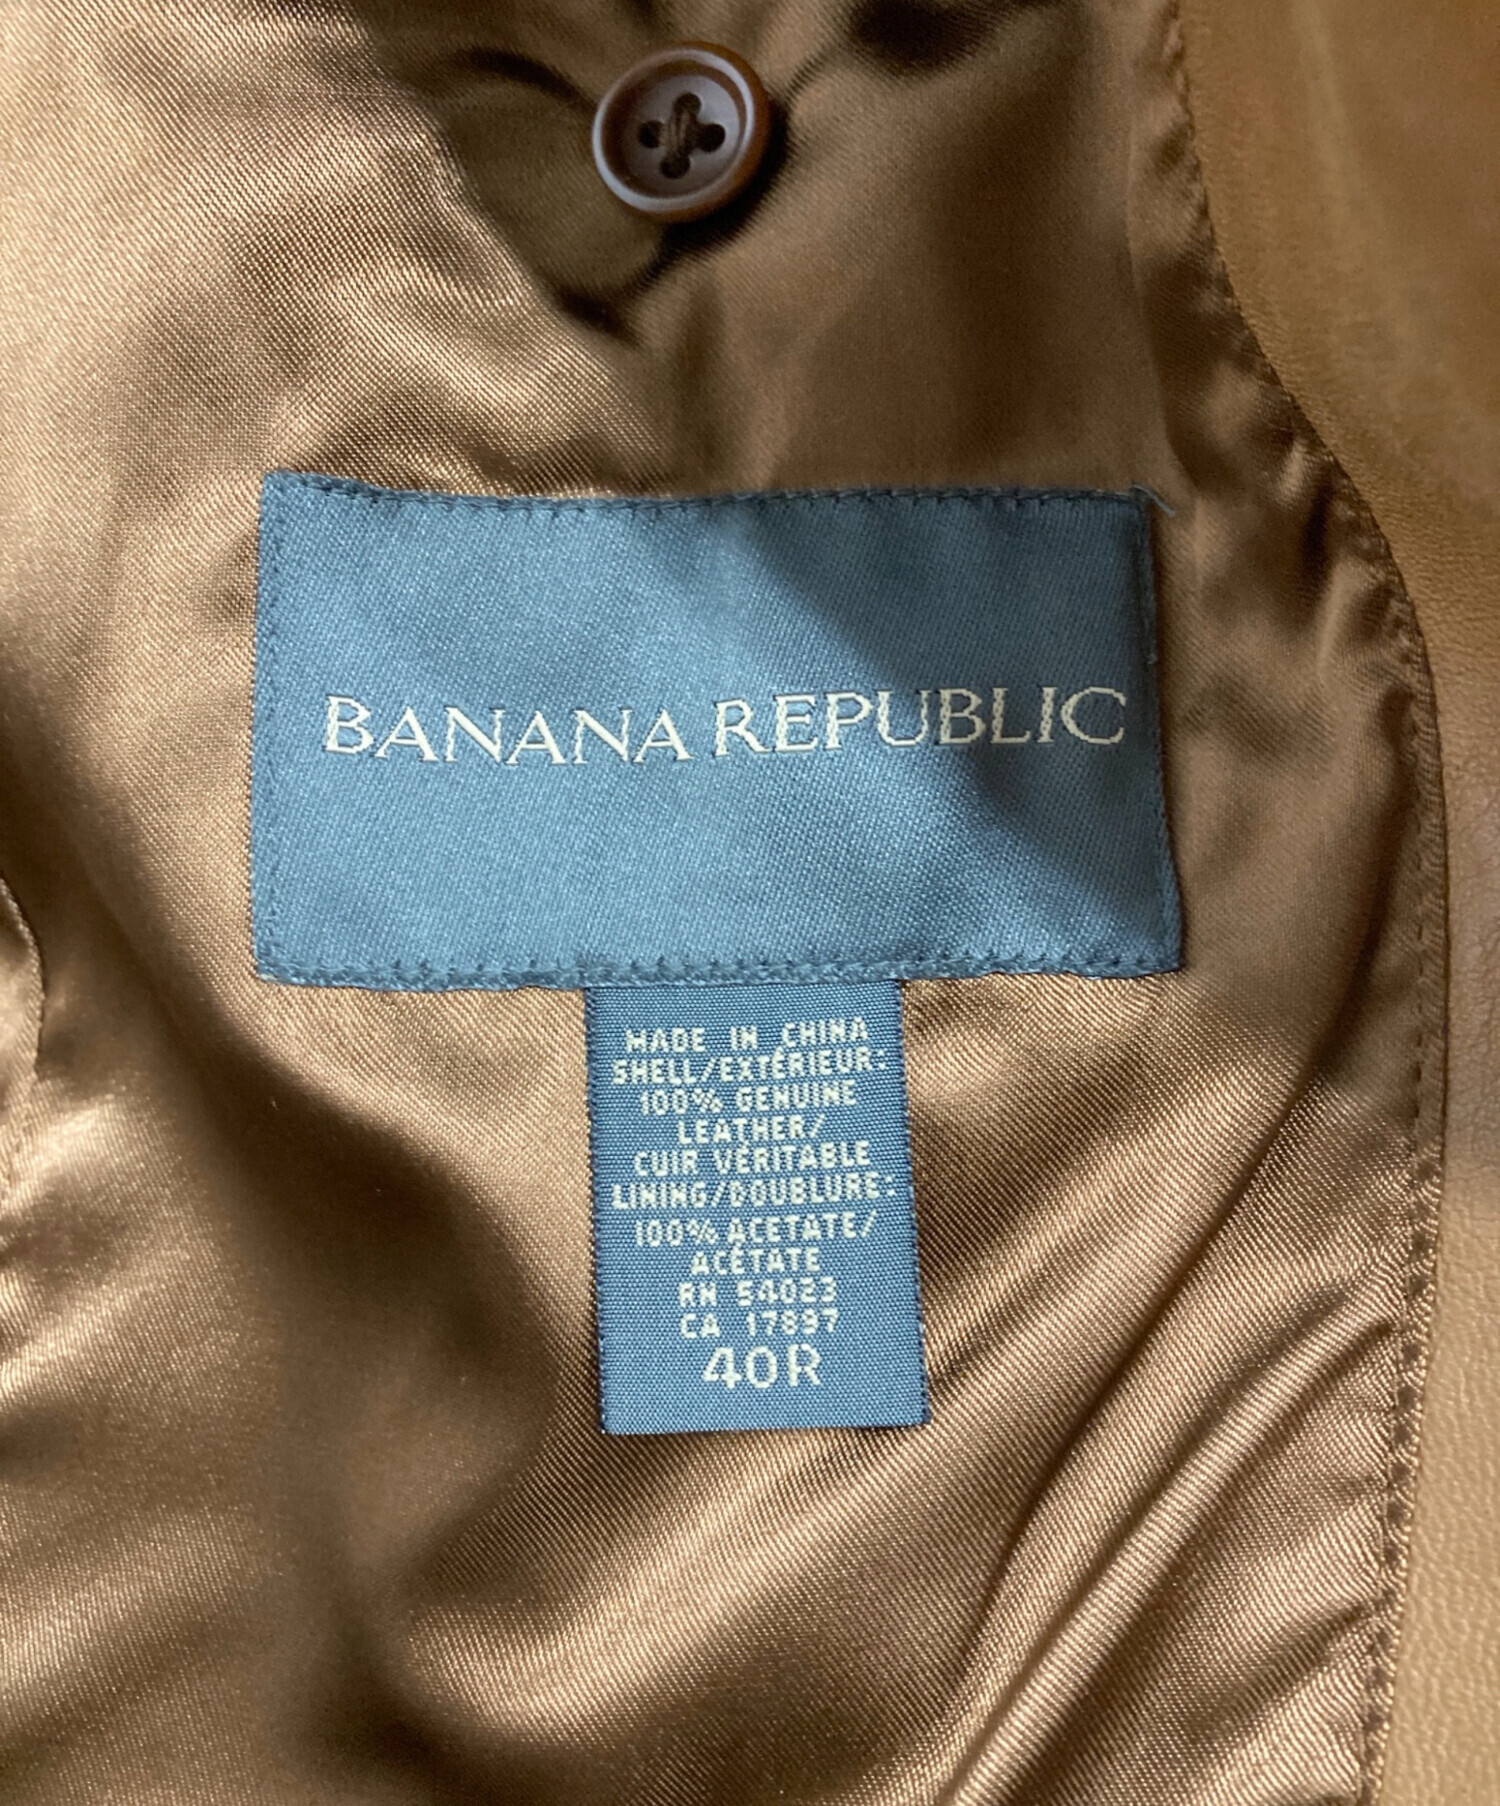 BANANA REPUBLIC
MADE IN CHINA
SHELL/EXTÉRIEUR:
100% GENUINE
LEATHER/
CUIR VÉRITABLE
LINING/DOUBLURE:
100% ACETATE/
ACÉTATE
RN 54023
CA 17897
40R